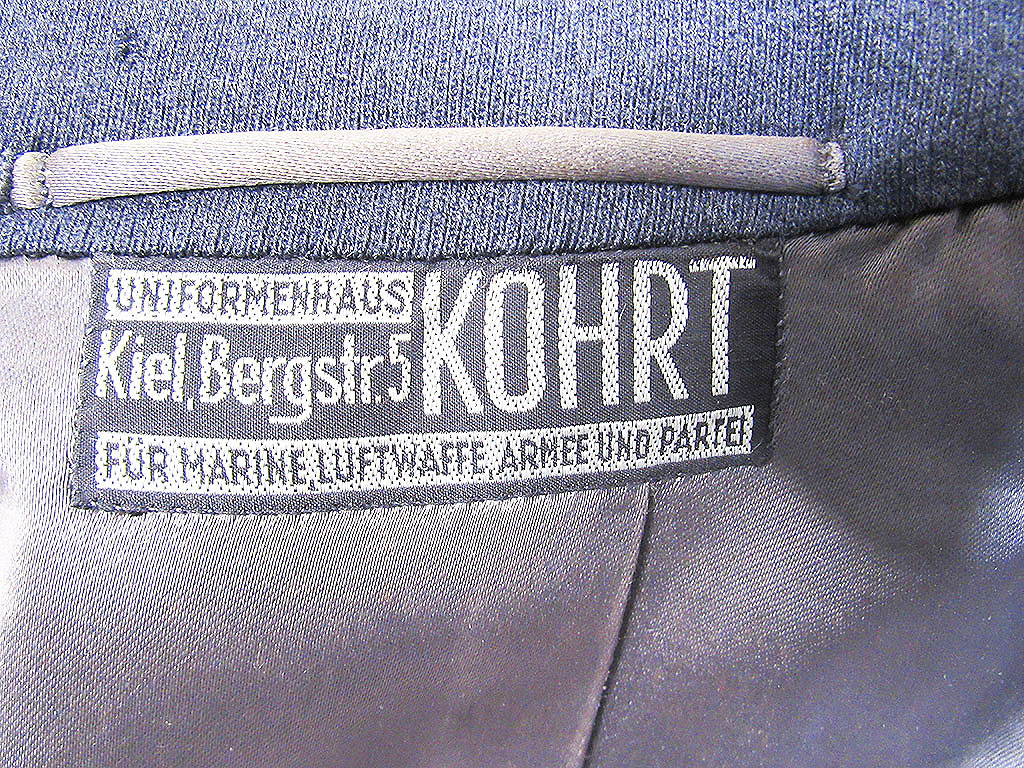 UNIFORMENHAUS
Kiel, Bergstr. 5
KOHRT
FÜR MARINE, LUFTWAFFE, ARMEE UND PARTEI